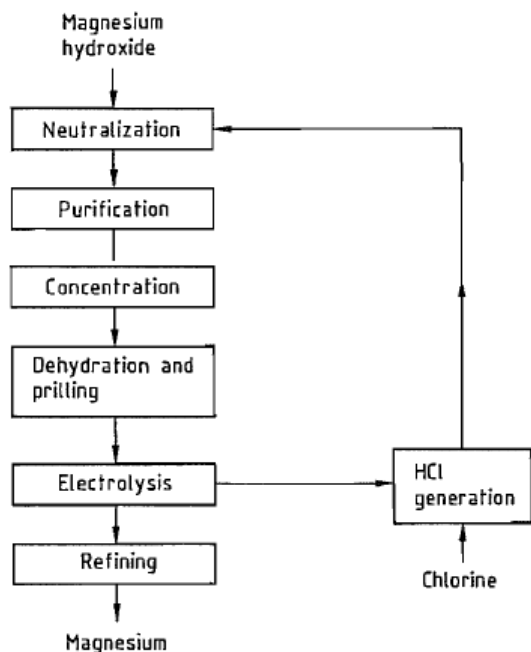 Magnesium
hydroxide
Neutralization
Purification
Concentration
Dehydration and
prilling
Electrolysis
HCl
generation
Refining
Chlorine
Magnesium